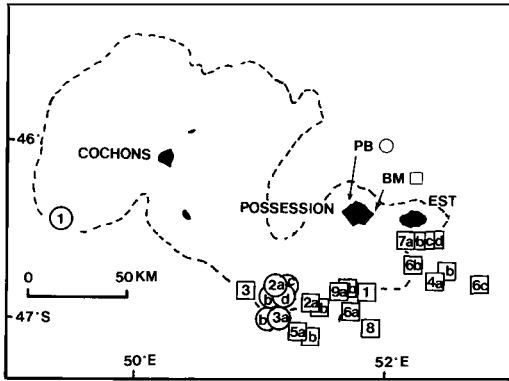 46°S
COCHONS
PB
BM
POSSESSION
EST
1
7a b c d
6b
4a b
6c
0 50 KM
3
2a c
b d
2a b
9a b
1
b 3a
6a
8
5a b
47°S
50°E
52°E